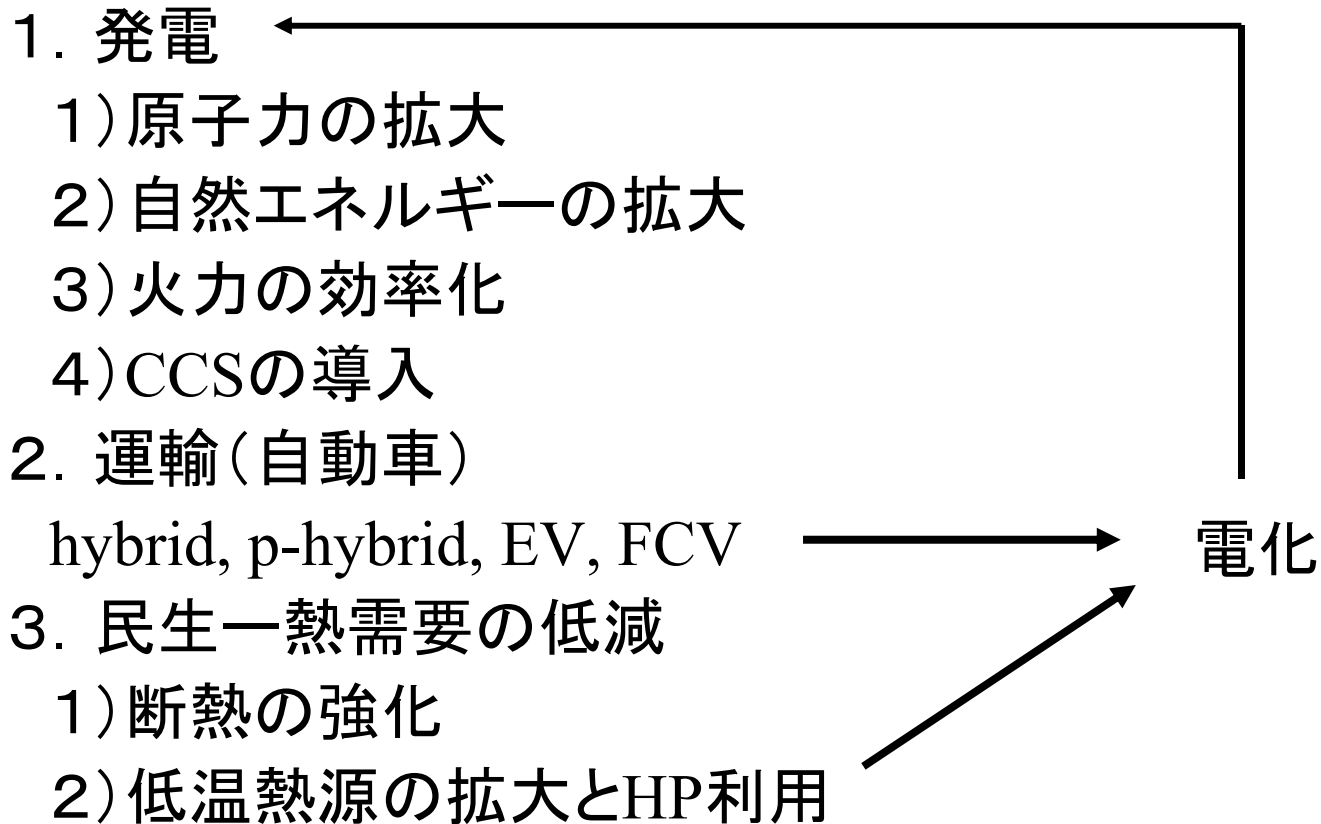 １．発電
１）原子力の拡大
２）自然エネルギーの拡大
３）火力の効率化
４）CCSの導入
２．運輸（自動車）
hybrid, p-hybrid, EV, FCV
電化
３．民生－熱需要の低減
１）断熱の強化
２）低温熱源の拡大とHP利用